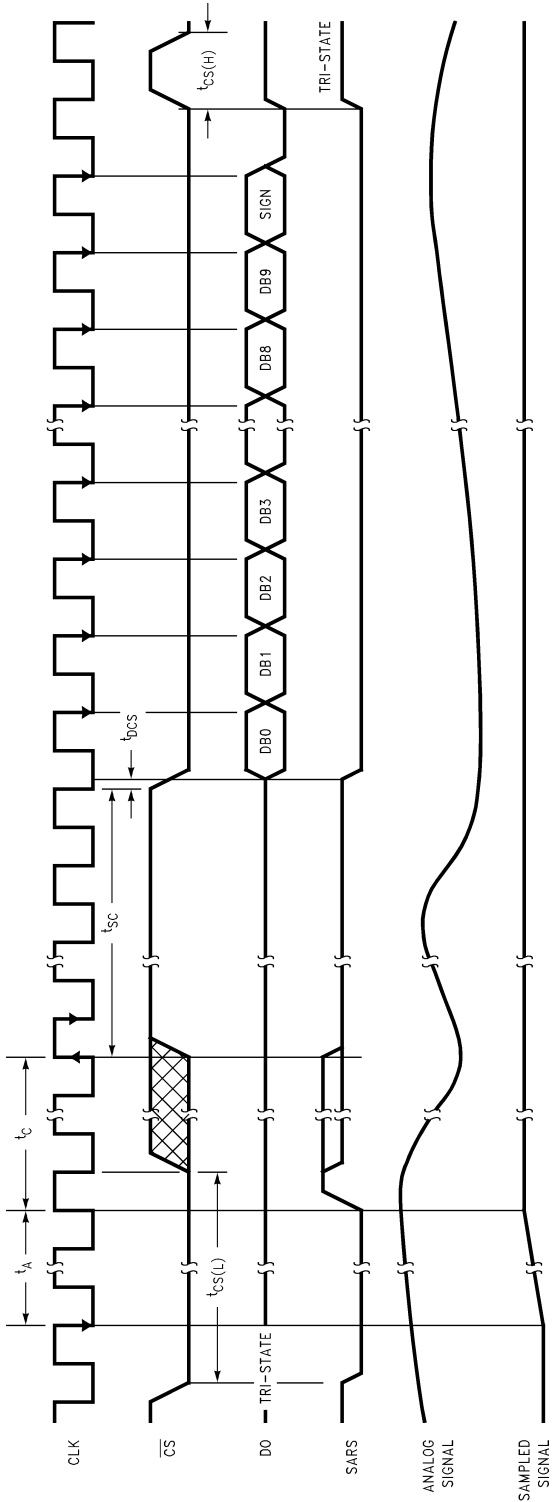 CLK
tA
tC
CS
tCS(L)
tSC
tDCS
tCS(H)
DO
TRI-STATE
DB0
DB1
DB2
DB3
DB8
DB9
SIGN
SARS
TRI-STATE
ANALOG
SIGNAL
SAMPLED
SIGNAL